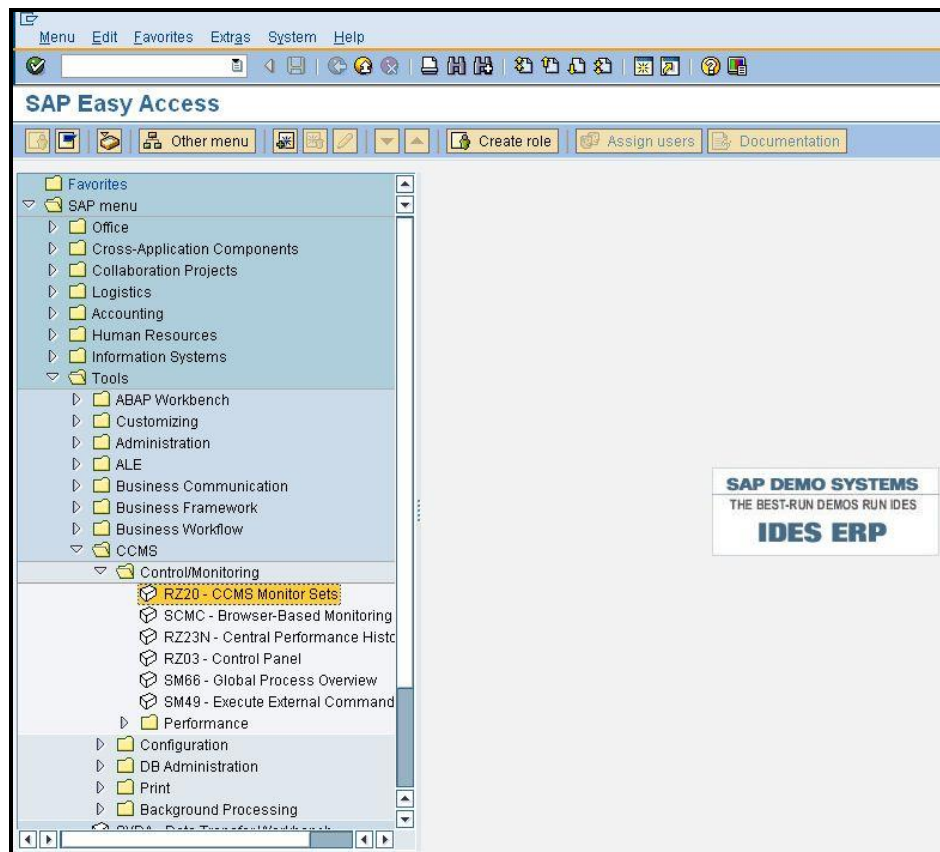 Menu Edit Favorites Extras System Help
SAP Easy Access
Other menu Create role Assign users Documentation
Favorites
SAP menu
Office
Cross-Application Components
Collaboration Projects
Logistics
Accounting
Human Resources
Information Systems
Tools
ABAP Workbench
Customizing
Administration
ALE
Business Communication
Business Framework
Business Workflow
CCMS
Control/Monitoring
RZ20 - CCMS Monitor Sets
SCMC - Browser-Based Monitoring
RZ23N - Central Performance Histo
RZ03 - Control Panel
SM66 - Global Process Overview
SM49 - Execute External Command
Performance
Configuration
DB Administration
Print
Background Processing
SAP DEMO SYSTEMS
THE BEST-RUN DEMOS RUN IDES
IDES ERP